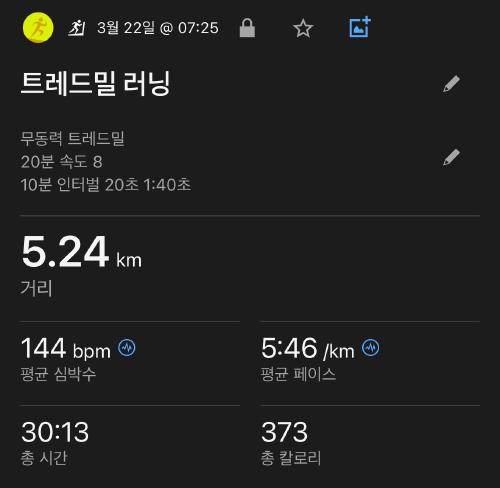 3월 22일 @ 07:25
트레드밀 러닝
무동력 트레드밀
20분 속도 8
10분 인터벌 20초 1:40초
5.24 km
거리
144 bpm
평균 심박수
5:46 /km
평균 페이스
30:13
총 시간
373
총 칼로리